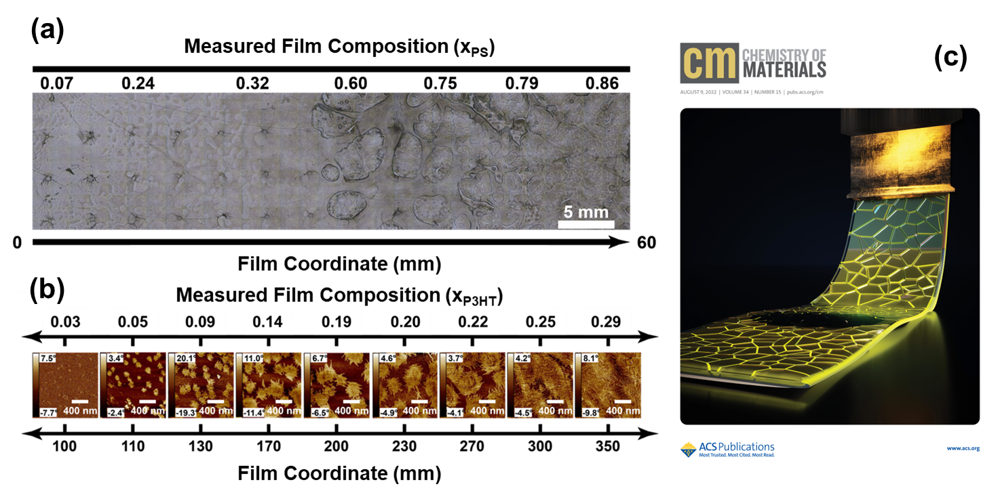 (a)
Measured Film Composition (xPS)
0.07 0.24 0.32 0.60 0.75 0.79 0.86
5 mm
0 60
Film Coordinate (mm)
(b)
Measured Film Composition (xP3HT)
0.03 0.05 0.09 0.14 0.19 0.20 0.22 0.25 0.29
7.5° 3.4° 20.1° 11.0° 6.7° 4.6° 3.7° 4.2° 8.1°
400 nm 400 nm 400 nm 400 nm 400 nm 400 nm 400 nm 400 nm 400 nm
-7.7° -2.4° -19.3° -11.4° -6.5° -4.9° -4.1° -4.5° -9.8°
100 110 130 170 200 230 270 300 350
Film Coordinate (mm)
(c)
cm CHEMISTRY OF
MATERIALS
AUGUST 9, 2022 | VOLUME 34 | NUMBER 15 | pubs.acs.org/cm
ACS Publications
Most Trusted. Most Cited. Most Read.
www.acs.org